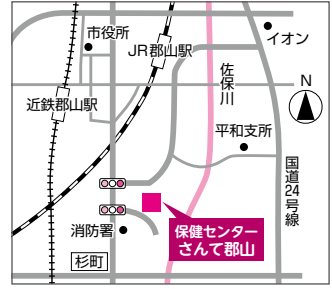 市役所
イオン
JR郡山駅
佐保川
N
近鉄郡山駅
平和支所
国道24号線
消防署
保健センター
さんて郡山
杉町